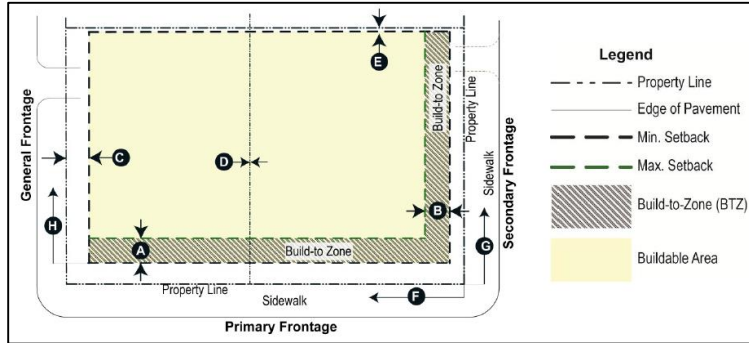 E
Build-to Zone
Property Line
General Frontage
C
D
H
A
B
Build-to Zone
Sidewalk
Secondary Frontage
G
Property Line
Sidewalk
F
Primary Frontage
Legend
Property Line
Edge of Pavement
Min. Setback
Max. Setback
Build-to-Zone (BTZ)
Buildable Area